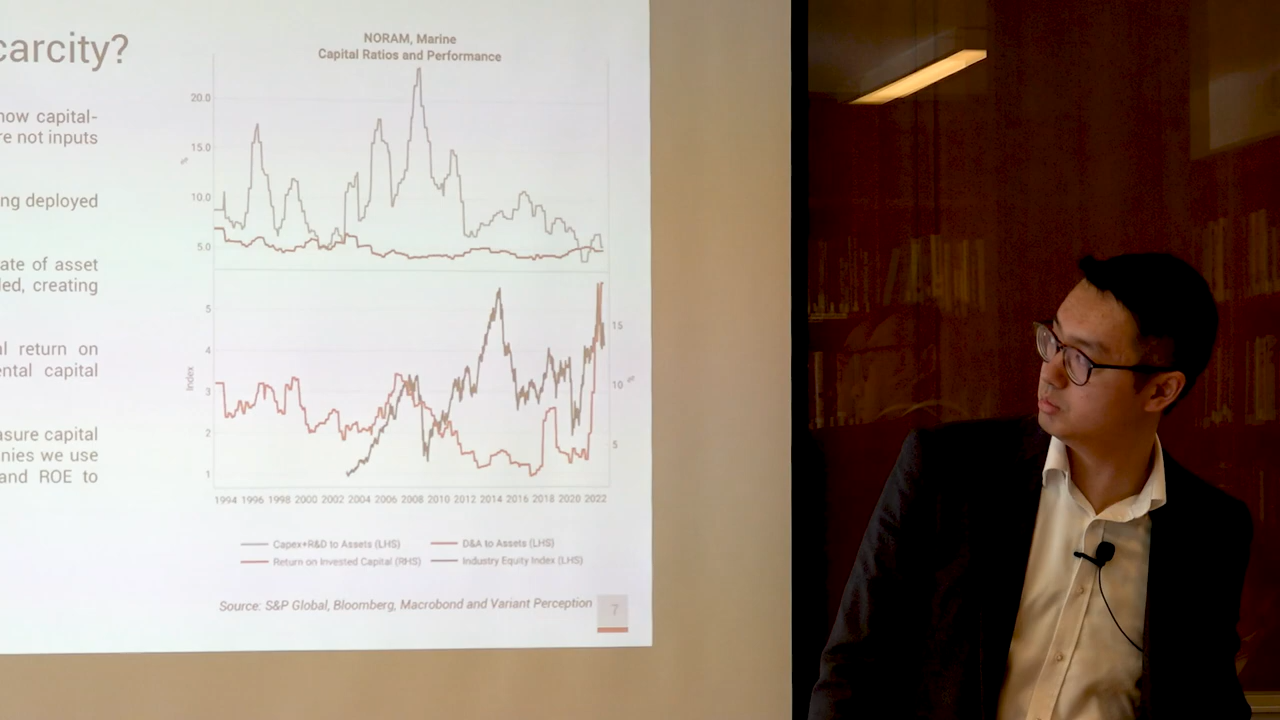 carcity?
now capital-
re not inputs
ng deployed
ate of asset
led, creating
al return on
ental capital
asure capital
nies we use
and ROE to
NORAM, Marine
Capital Ratios and Performance
20.0
15.0
%
10.0
5.0
5
4
3
2
1
Index
15
10
%
5
1994 1996 1998 2000 2002 2004 2006 2008 2010 2012 2014 2016 2018 2020 2022
Capex+R&D to Assets (LHS)
D&A to Assets (LHS)
Return on Invested Capital (RHS)
Industry Equity Index (LHS)
Source: S&P Global, Bloomberg, Macrobond and Variant Perception
7